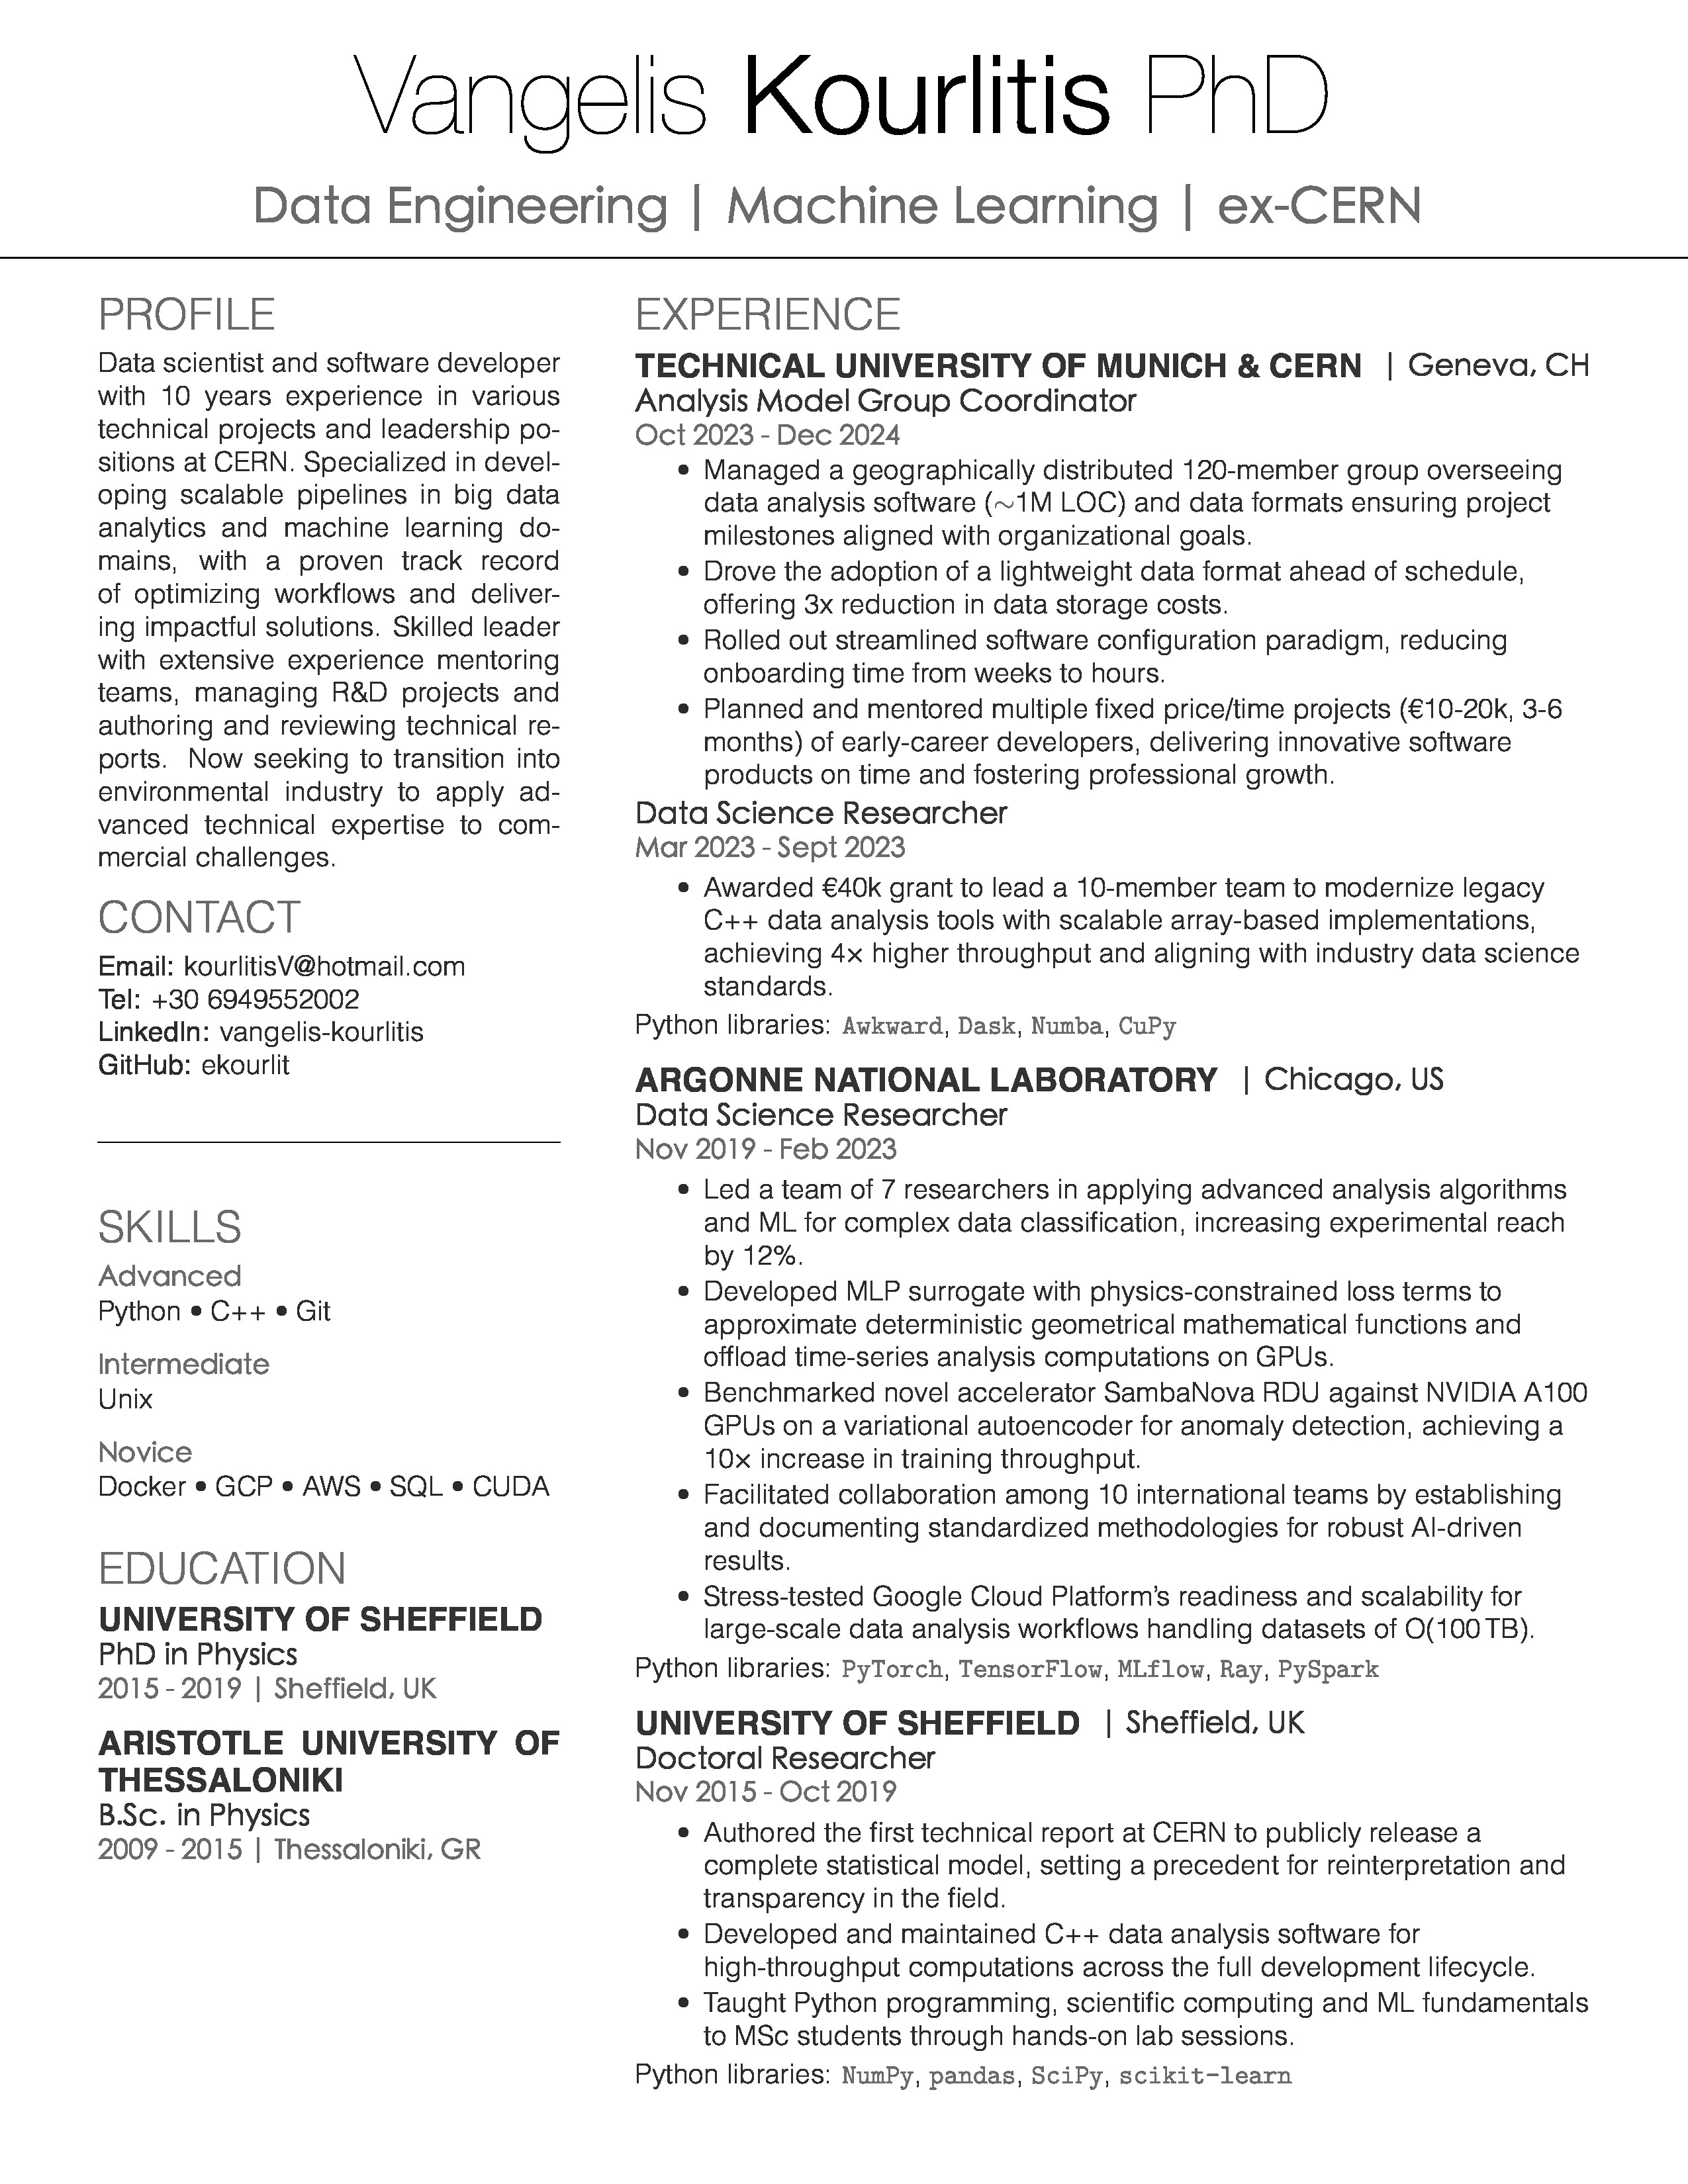 Vangelis Kourlitis PhD
Data Engineering | Machine Learning | ex-CERN
PROFILE
Data scientist and software developer
with 10 years experience in various
technical projects and leadership po-
sitions at CERN. Specialized in devel-
oping scalable pipelines in big data
analytics and machine learning do-
mains, with a proven track record
of optimizing workflows and deliver-
ing impactful solutions. Skilled leader
with extensive experience mentoring
teams, managing R&D projects and
authoring and reviewing technical re-
ports. Now seeking to transition into
environmental industry to apply ad-
vanced technical expertise to com-
mercial challenges.
CONTACT
Email: kourlitisV@hotmail.com
Tel: +30 6949552002
LinkedIn: vangelis-kourlitis
GitHub: ekourlit
SKILLS
Advanced
Python • C++ • Git
Intermediate
Unix
Novice
Docker • GCP • AWS • SQL • CUDA
EDUCATION
UNIVERSITY OF SHEFFIELD
PhD in Physics
2015 - 2019 | Sheffield, UK
ARISTOTLE UNIVERSITY OF
THESSALONIKI
B.Sc. in Physics
2009 - 2015 | Thessaloniki, GR
EXPERIENCE
TECHNICAL UNIVERSITY OF MUNICH & CERN | Geneva, CH
Analysis Model Group Coordinator
Oct 2023 - Dec 2024
• Managed a geographically distributed 120-member group overseeing
data analysis software (~1M LOC) and data formats ensuring project
milestones aligned with organizational goals.
• Drove the adoption of a lightweight data format ahead of schedule,
offering 3x reduction in data storage costs.
• Rolled out streamlined software configuration paradigm, reducing
onboarding time from weeks to hours.
• Planned and mentored multiple fixed price/time projects (€10-20k, 3-6
months) of early-career developers, delivering innovative software
products on time and fostering professional growth.
Data Science Researcher
Mar 2023 - Sept 2023
• Awarded €40k grant to lead a 10-member team to modernize legacy
C++ data analysis tools with scalable array-based implementations,
achieving 4× higher throughput and aligning with industry data science
standards.
Python libraries: Awkward, Dask, Numba, CuPy
ARGONNE NATIONAL LABORATORY | Chicago, US
Data Science Researcher
Nov 2019 - Feb 2023
• Led a team of 7 researchers in applying advanced analysis algorithms
and ML for complex data classification, increasing experimental reach
by 12%.
• Developed MLP surrogate with physics-constrained loss terms to
approximate deterministic geometrical mathematical functions and
offload time-series analysis computations on GPUs.
• Benchmarked novel accelerator SambaNova RDU against NVIDIA A100
GPUs on a variational autoencoder for anomaly detection, achieving a
10× increase in training throughput.
• Facilitated collaboration among 10 international teams by establishing
and documenting standardized methodologies for robust AI-driven
results.
• Stress-tested Google Cloud Platform's readiness and scalability for
large-scale data analysis workflows handling datasets of O(100 TB).
Python libraries: PyTorch, TensorFlow, MLflow, Ray, PySpark
UNIVERSITY OF SHEFFIELD | Sheffield, UK
Doctoral Researcher
Nov 2015 - Oct 2019
• Authored the first technical report at CERN to publicly release a
complete statistical model, setting a precedent for reinterpretation and
transparency in the field.
• Developed and maintained C++ data analysis software for
high-throughput computations across the full development lifecycle.
• Taught Python programming, scientific computing and ML fundamentals
to MSc students through hands-on lab sessions.
Python libraries: NumPy, pandas, SciPy, scikit-learn